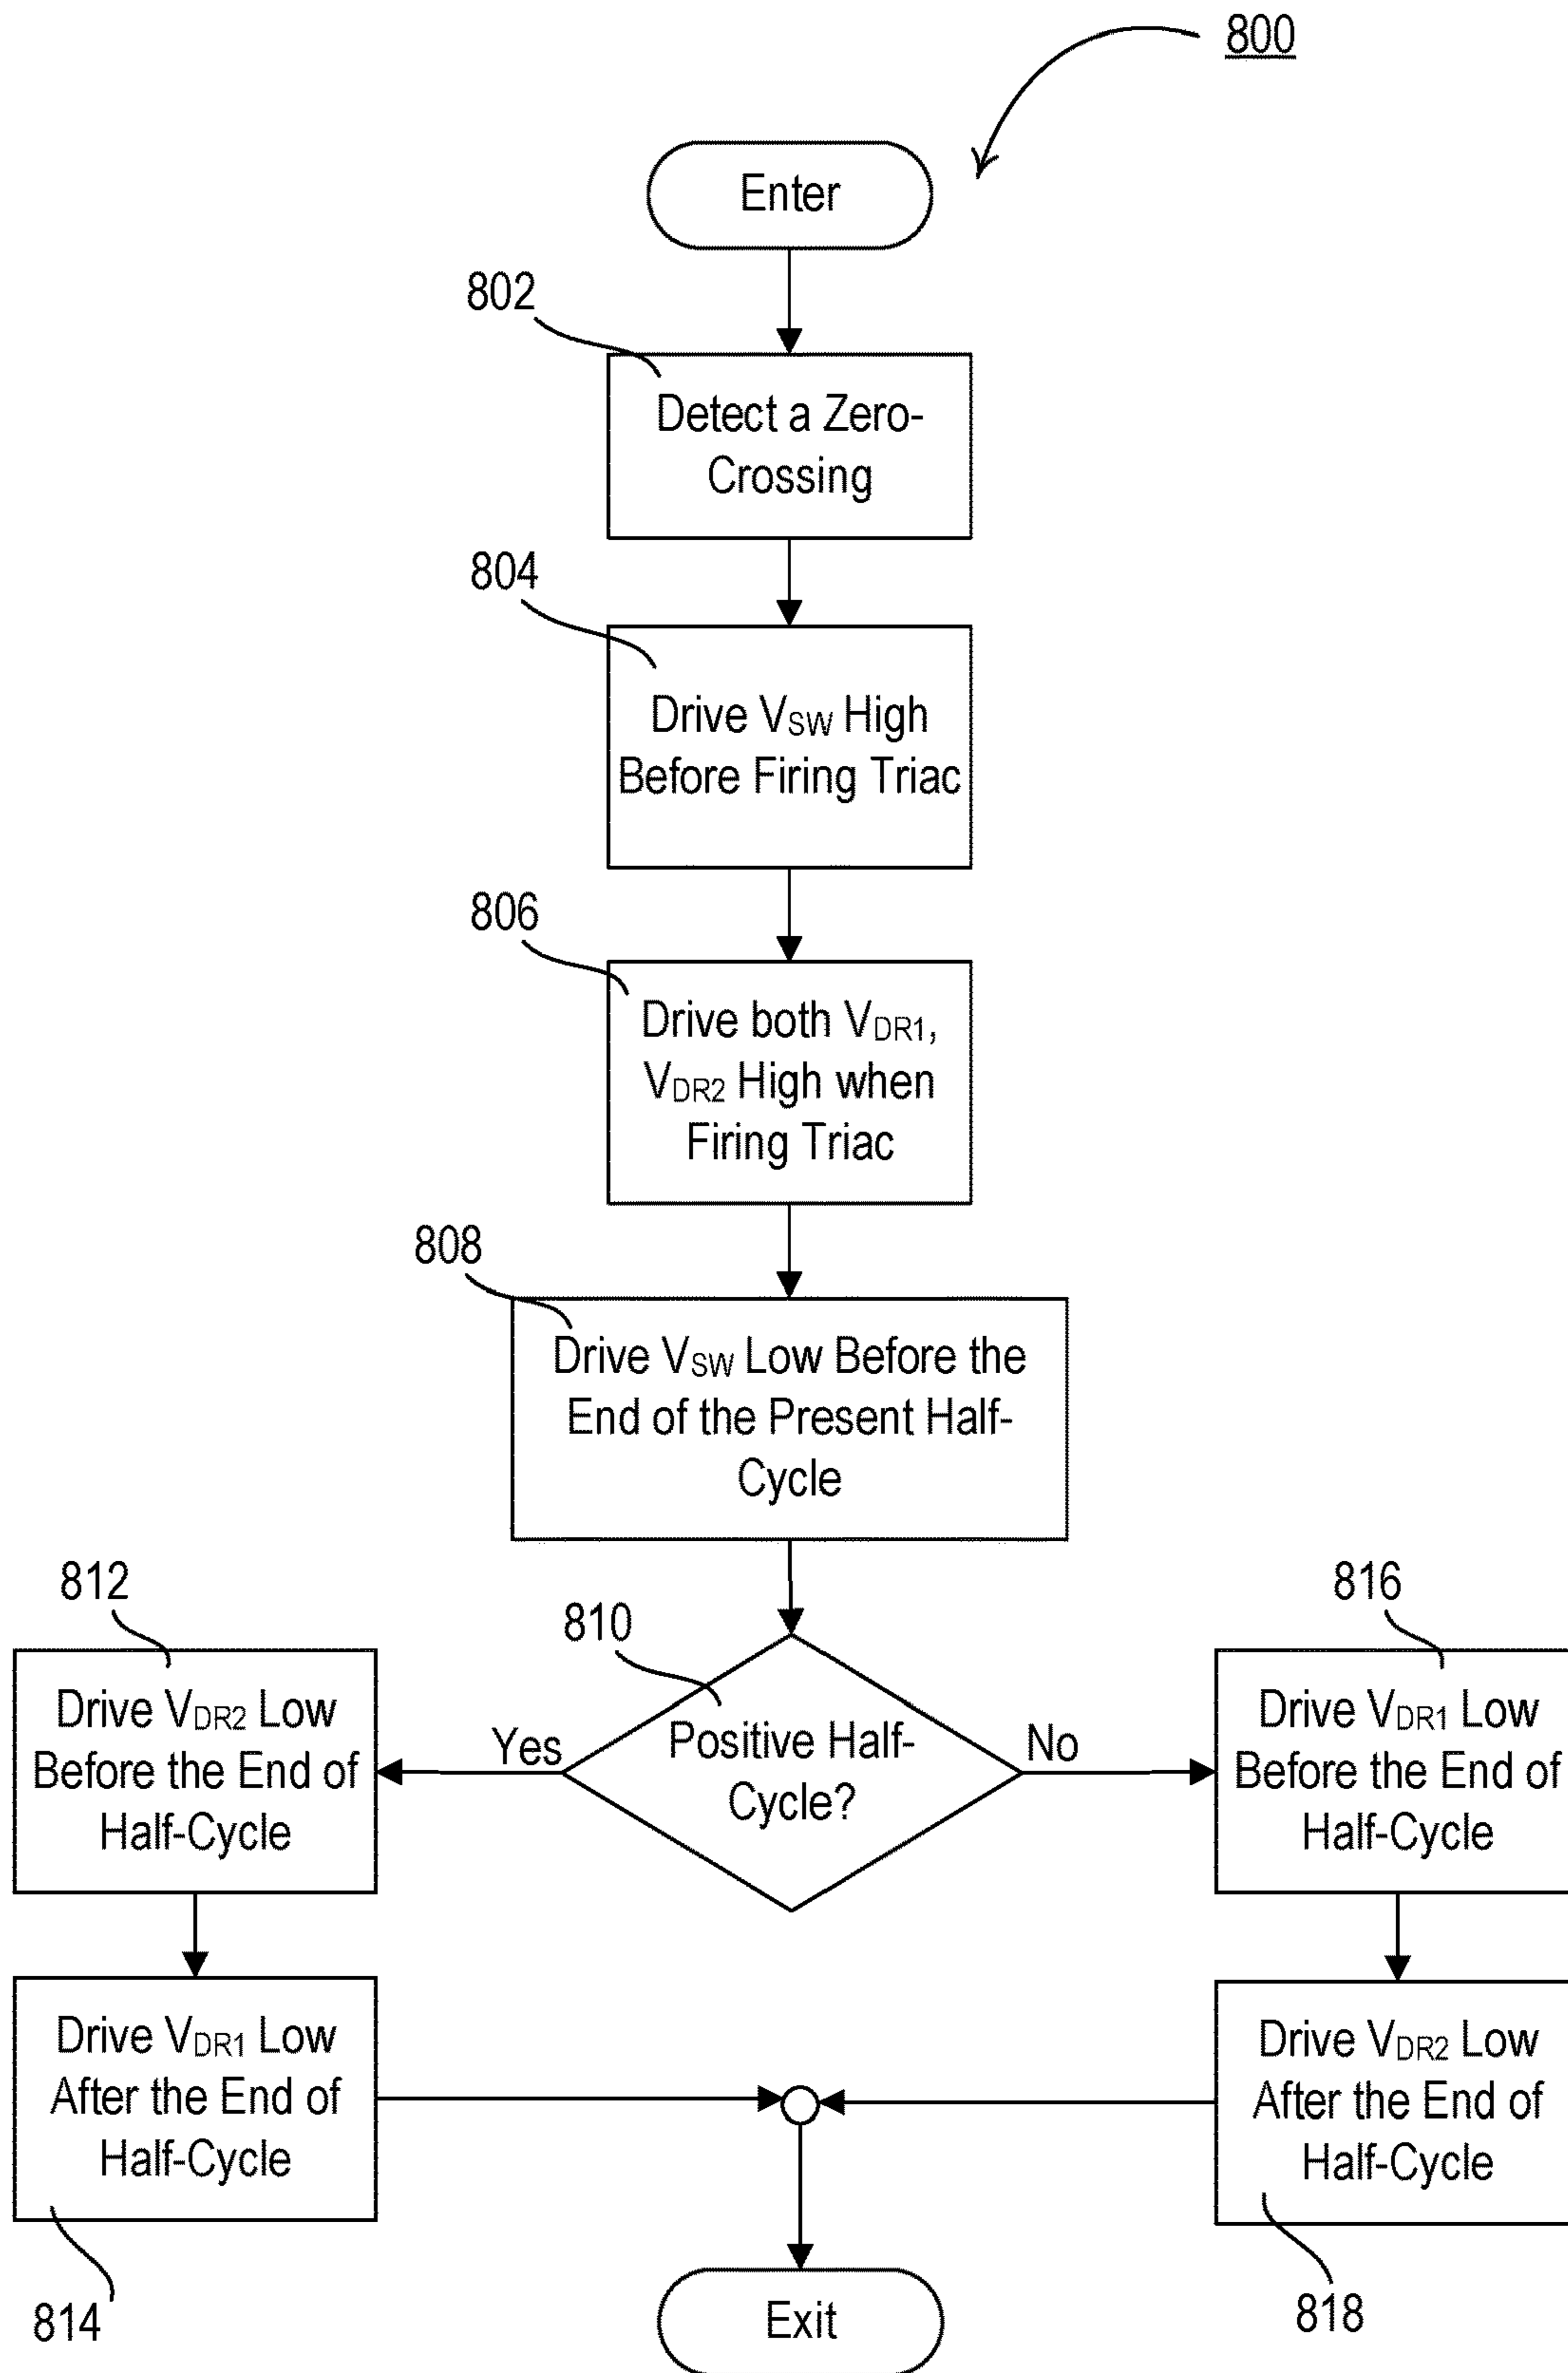 800
Enter
802
Detect a Zero-
Crossing
804
Drive VSW High
Before Firing Triac
806
Drive both VDR1,
VDR2 High when
Firing Triac
808
Drive VSW Low Before the
End of the Present Half-
Cycle
810
Positive Half-
Cycle?
Yes
No
812
Drive VDR2 Low
Before the End of
Half-Cycle
816
Drive VDR1 Low
Before the End of
Half-Cycle
Drive VDR1 Low
After the End of
Half-Cycle
814
Drive VDR2 Low
After the End of
Half-Cycle
818
Exit